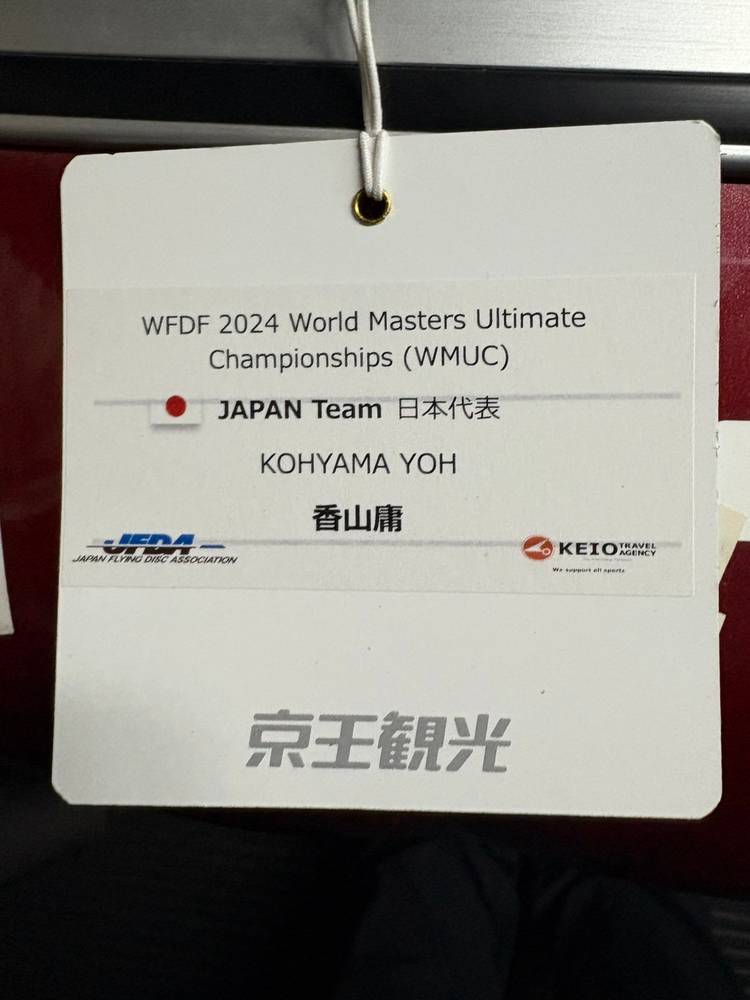 WFDF 2024 World Masters Ultimate
Championships (WMUC)
JAPAN Team 日本代表
KOHYAMA YOH
香山庸
JFDA
JAPAN FLYING DISC ASSOCIATION
KEIO TRAVEL AGENCY
We support all sports
京王観光